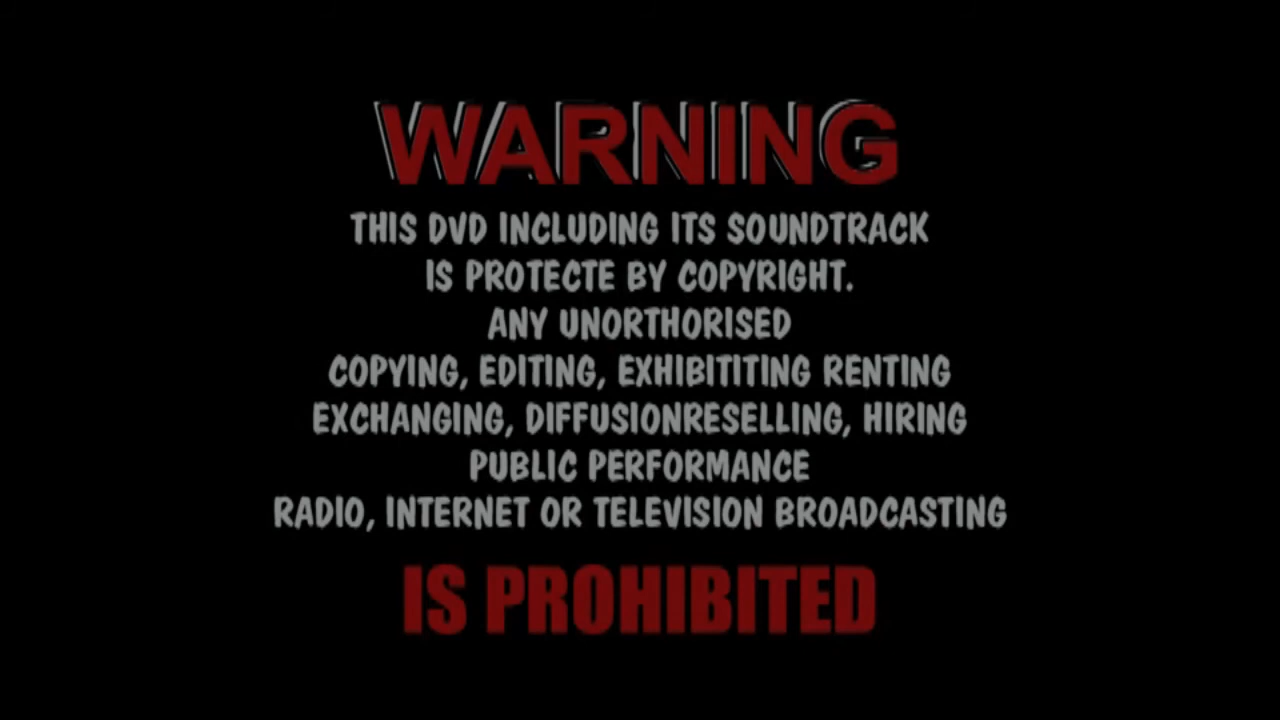 WARNING
THIS DVD INCLUDING ITS SOUNDTRACK
IS PROTECTE BY COPYRIGHT.
ANY UNORTHORISED
COPYING, EDITING, EXHIBITITING RENTING
EXCHANGING, DIFFUSIONRESELLING, HIRING
PUBLIC PERFORMANCE
RADIO, INTERNET OR TELEVISION BROADCASTING
IS PROHIBITED